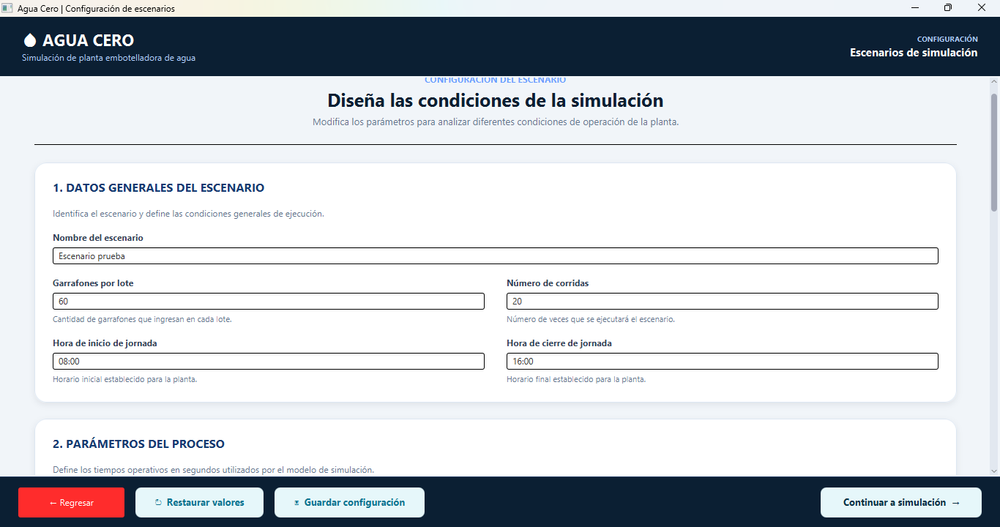 Agua Cero | Configuración de escenarios
AGUA CERO
Simulación de planta embotelladora de agua
CONFIGURACIÓN
Escenarios de simulación
CONFIGURACIÓN DEL ESCENARIO
Diseña las condiciones de la simulación
Modifica los parámetros para analizar diferentes condiciones de operación de la planta.
1. DATOS GENERALES DEL ESCENARIO
Identifica el escenario y define las condiciones generales de ejecución.
Nombre del escenario
Escenario prueba
Garrafones por lote
Número de corridas
60
20
Cantidad de garrafones que ingresan en cada lote.
Número de veces que se ejecutará el escenario.
Hora de inicio de jornada
Hora de cierre de jornada
08:00
16:00
Horario inicial establecido para la planta.
Horario final establecido para la planta.
2. PARÁMETROS DEL PROCESO
Define los tiempos operativos en segundos utilizados por el modelo de simulación.
← Regresar
Restaurar valores
Guardar configuración
Continuar a simulación →